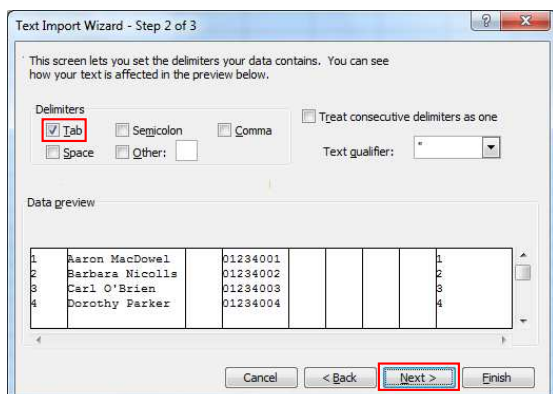 Text Import Wizard - Step 2 of 3
This screen lets you set the delimiters your data contains. You can see
how your text is affected in the preview below.
Delimiters
Tab Semicolon Comma
Space Other:
Treat consecutive delimiters as one
Text qualifier: "
Data preview
1 Aaron MacDowel 01234001 1
2 Barbara Nicolls 01234002 2
3 Carl O'Brien 01234003 3
4 Dorothy Parker 01234004 4
Cancel < Back Next > Finish